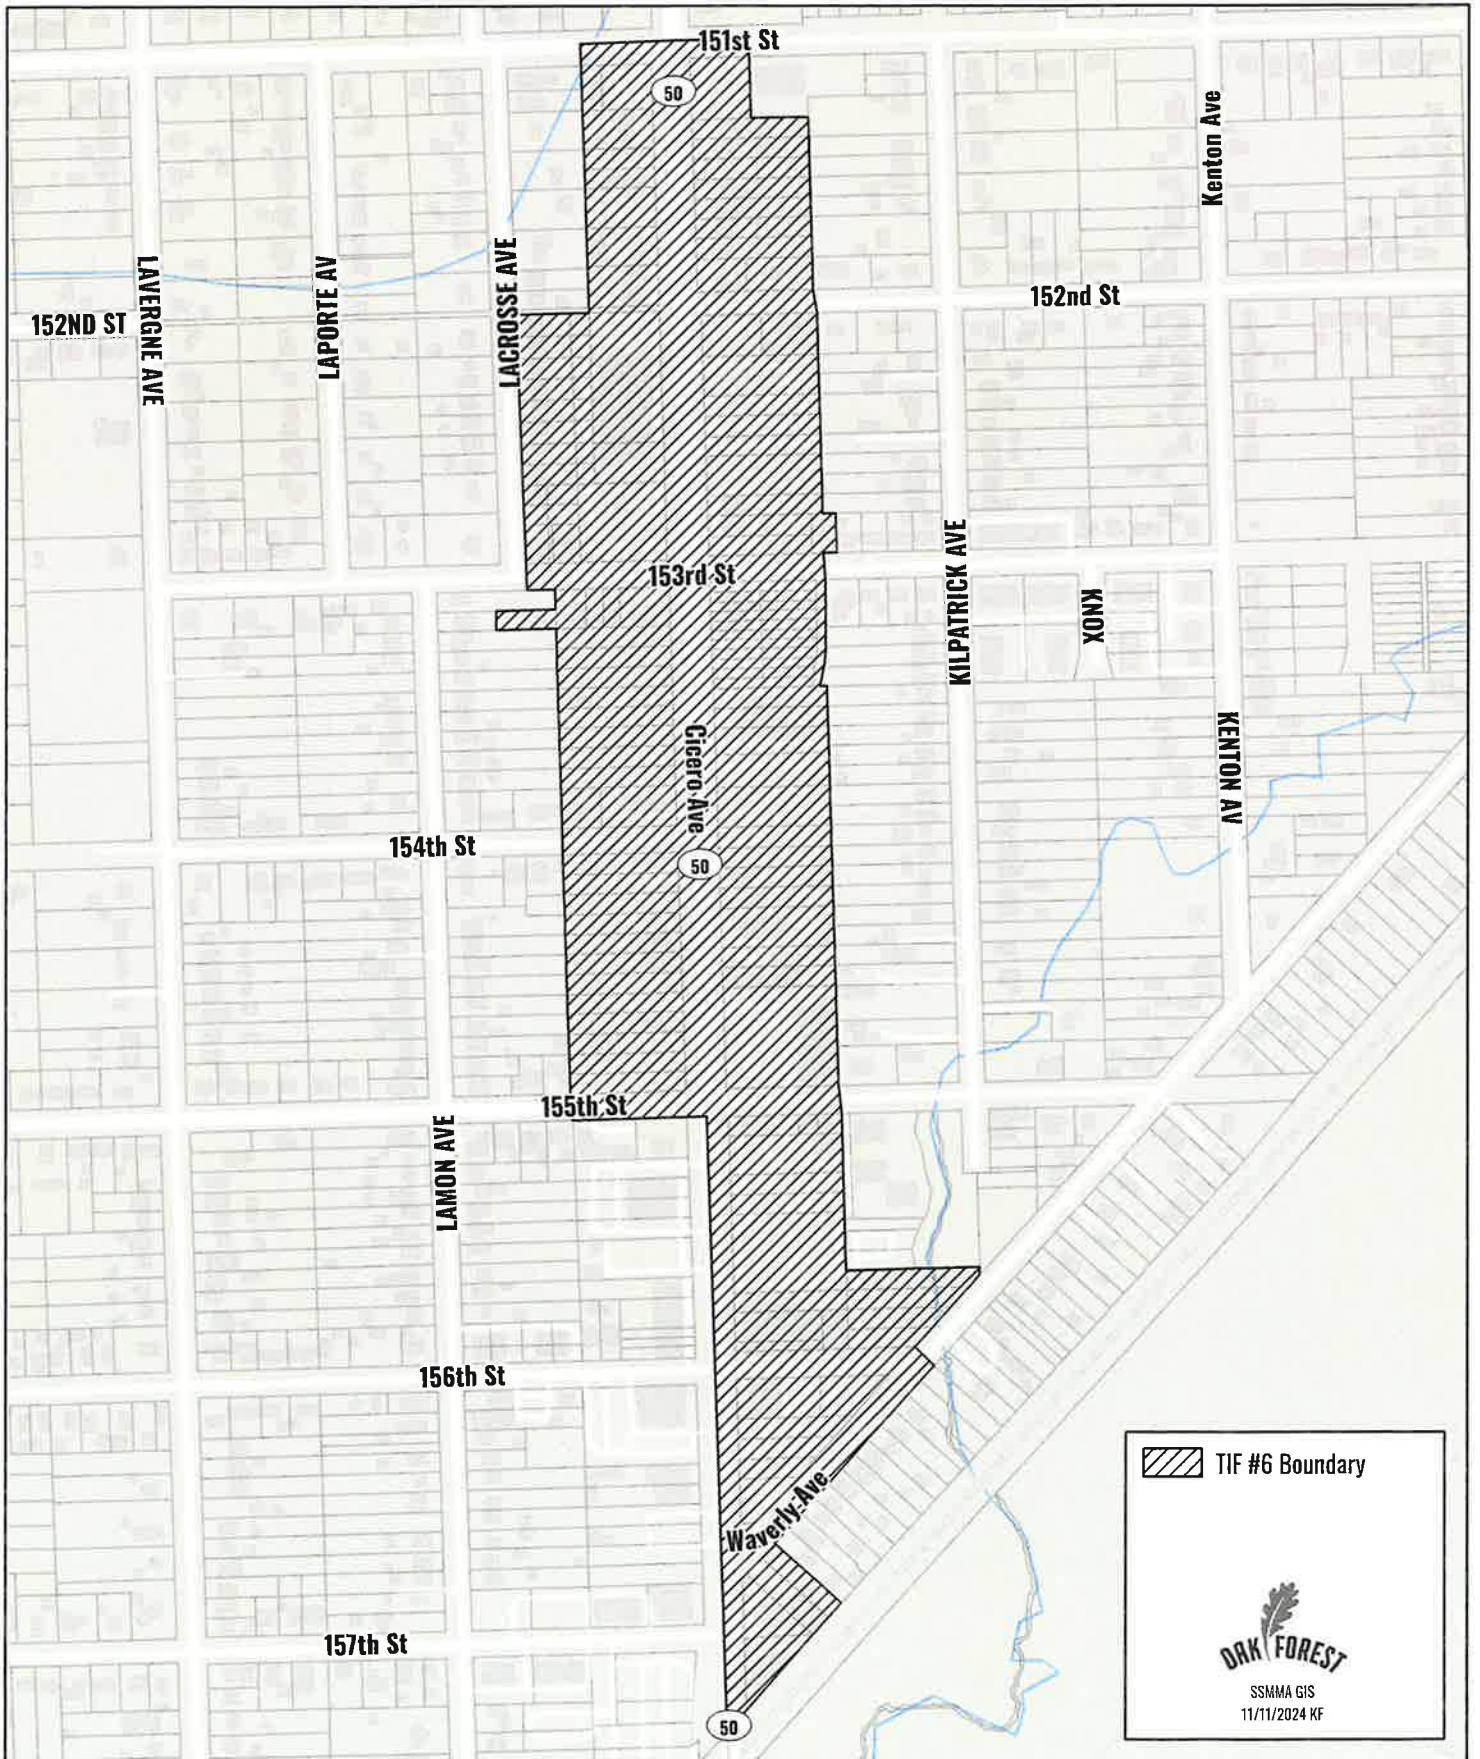 151st St
50
Kenton Ave
LAVERGNE AVE
LAPORTE AV
LACROSSE AVE
152nd St
152ND ST
KILPATRICK AVE
153rd St
KNOX
KENTON AV
Cicero Ave
154th St
50
155th St
LAMON AVE
156th St
TIF #6 Boundary
Waverly Ave
157th St
OAK FOREST
SSMMA GIS
11/11/2024 KF
50